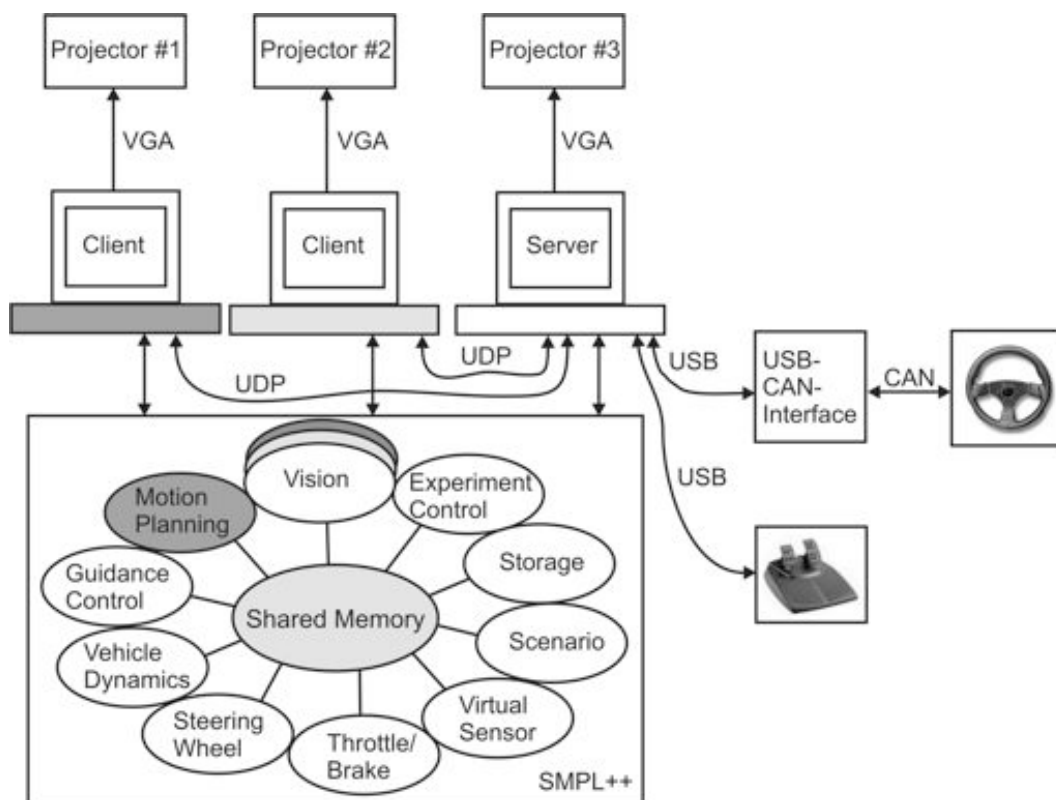 Projector #1
Projector #2
Projector #3
VGA
VGA
VGA
Client
Client
Server
UDP
UDP
USB
USB-
CAN-
Interface
CAN
USB
Vision
Motion
Planning
Experiment
Control
Guidance
Control
Storage
Shared Memory
Vehicle
Dynamics
Scenario
Steering
Wheel
Throttle/
Brake
Virtual
Sensor
SMPL++